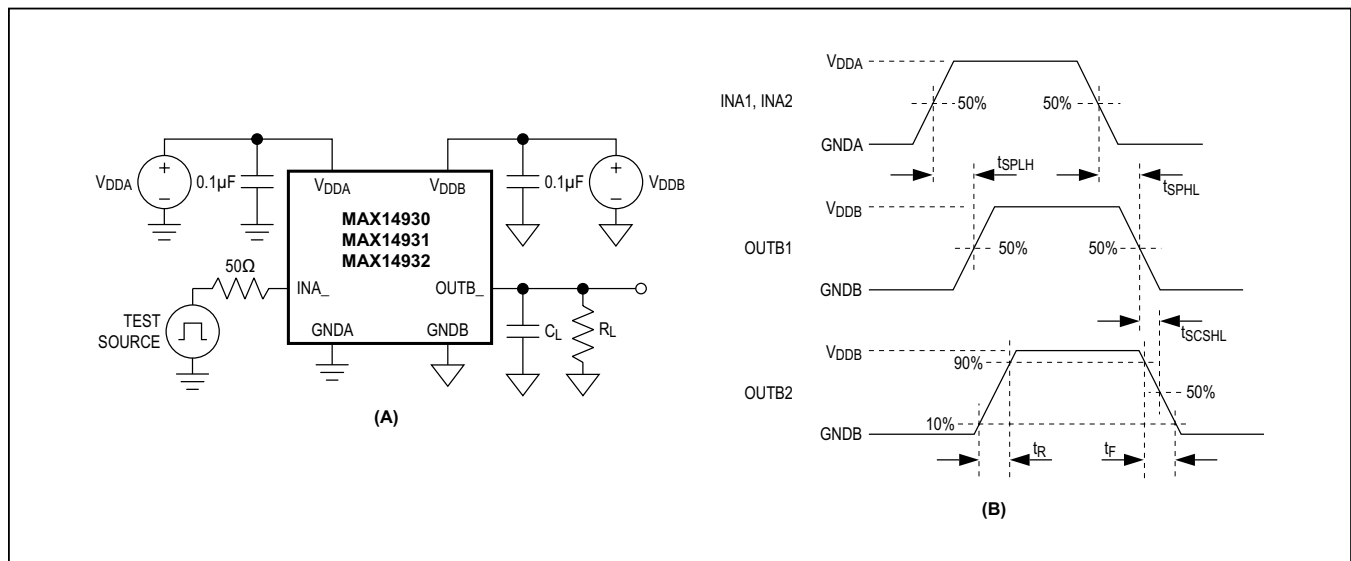 VDDA
0.1µF
VDDA
VDDB
0.1µF
VDDB
MAX14930
MAX14931
MAX14932
50Ω
INA_
OUTB_
TEST
SOURCE
GNDA
GNDB
CL
RL
(A)
VDDA
INA1, INA2
50%
50%
GNDA
tSPLH
tSPHL
VDDB
OUTB1
50%
50%
GNDB
tSCSHL
VDDB
90%
OUTB2
50%
10%
GNDB
tR
tF
(B)